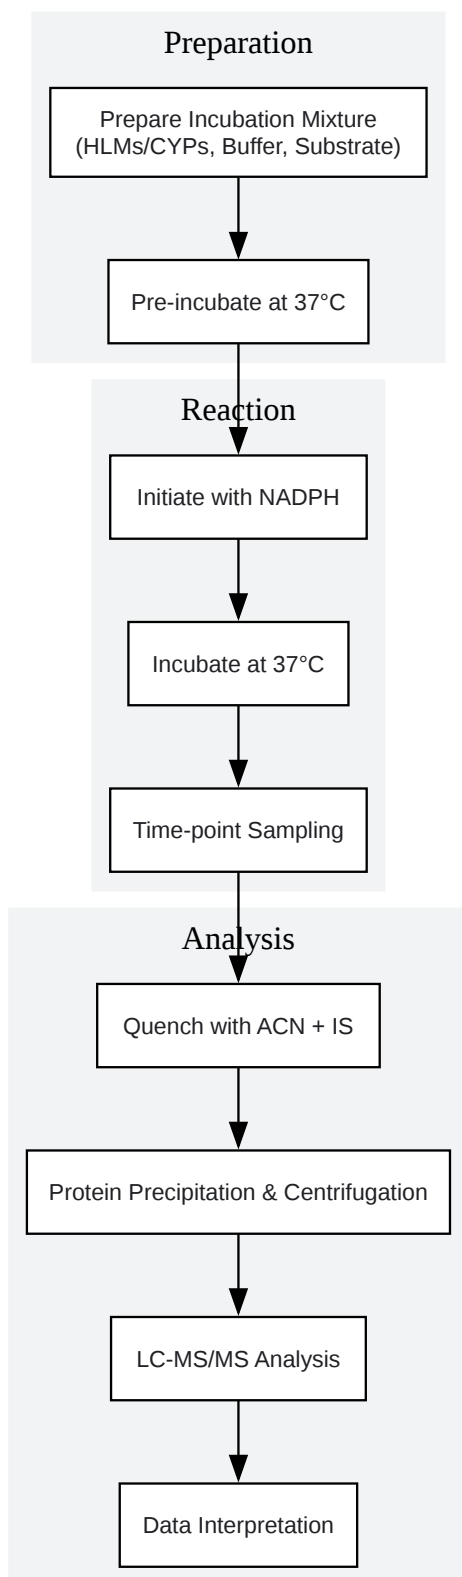 Preparation
Prepare Incubation Mixture
(HLMs/CYPs, Buffer, Substrate)
Pre-incubate at 37°C
Reaction
Initiate with NADPH
Incubate at 37°C
Time-point Sampling
Analysis
Quench with ACN + IS
Protein Precipitation & Centrifugation
LC-MS/MS Analysis
Data Interpretation